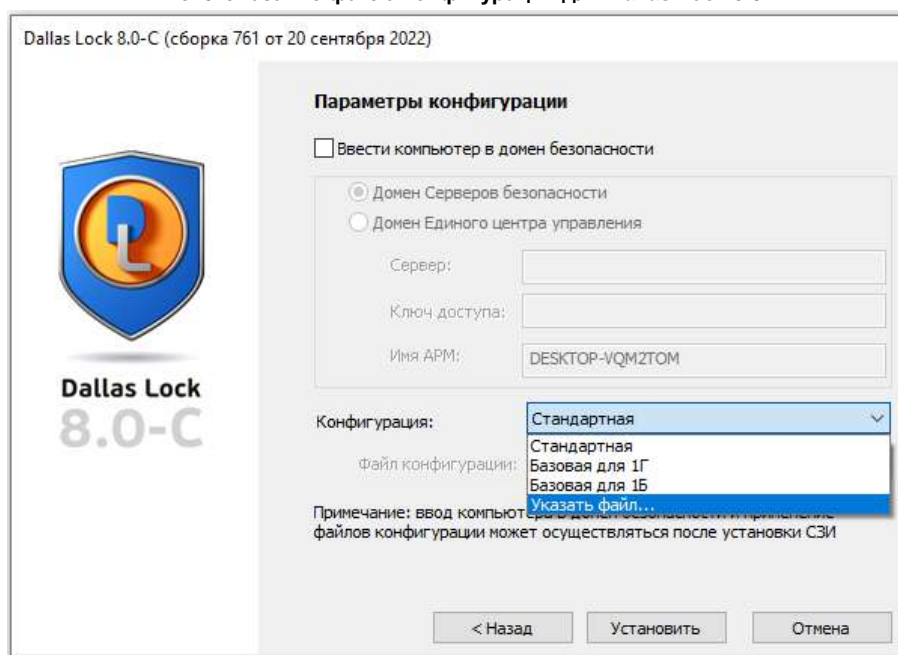 Dallas Lock 8.0-C (сборка 761 от 20 сентября 2022)
Параметры конфигурации
Ввести компьютер в домен безопасности
Домен Серверов безопасности
Домен Единого центра управления
Сервер:
Ключ доступа:
Имя АРМ:
DESKTOP-VQM2TOM
Dallas Lock
8.0-C
Конфигурация:
Стандартная
Стандартная
Базовая для 1Г
Базовая для 1Б
Указать файл...
Файл конфигурации:
Примечание: ввод компьютера
файлов конфигурации может осуществляться после установки СЗИ
< Назад
Установить
Отмена